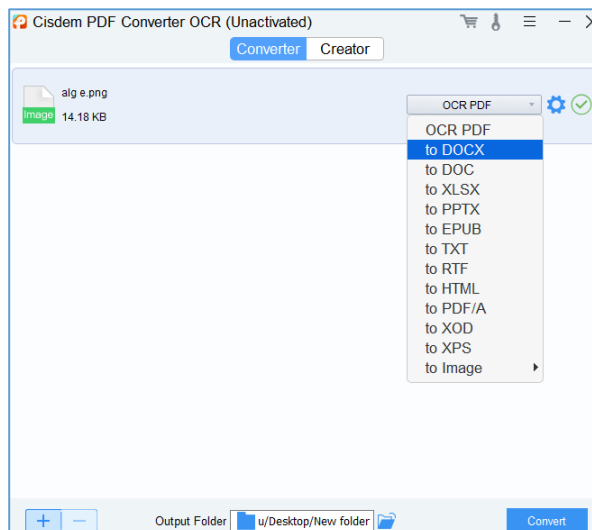 Cisdem PDF Converter OCR (Unactivated)
Converter Creator
alg e.png
Image 14.18 KB
OCR PDF
OCR PDF
to DOCX
to DOC
to XLSX
to PPTX
to EPUB
to TXT
to RTF
to HTML
to PDF/A
to XOD
to XPS
to Image
Output Folder u/Desktop/New folder Convert